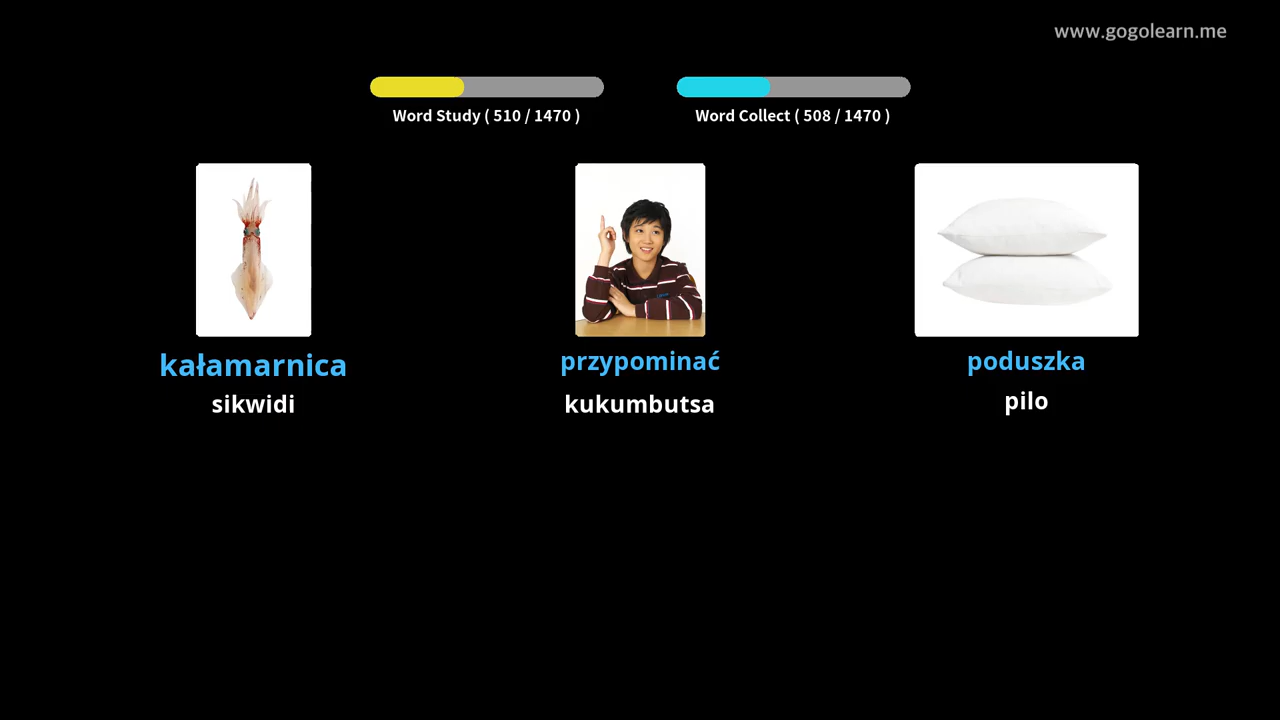 www.gogolearn.me
Word Study ( 510 / 1470 )
Word Collect ( 508 / 1470 )
kałamarnica
sikwidi
przypominać
kukumbutsa
poduszka
pilo